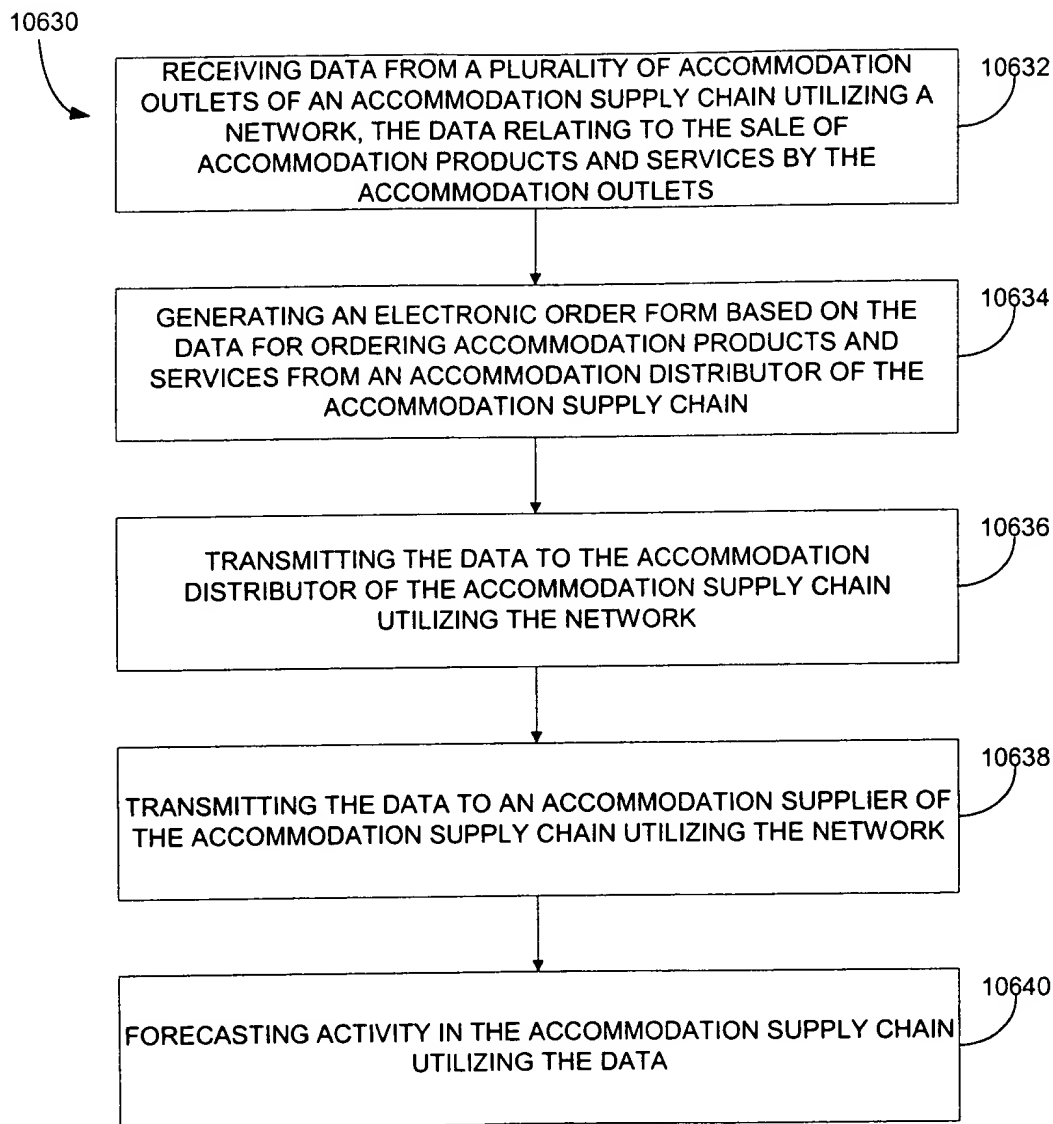 10630
RECEIVING DATA FROM A PLURALITY OF ACCOMMODATION
OUTLETS OF AN ACCOMMODATION SUPPLY CHAIN UTILIZING A
NETWORK, THE DATA RELATING TO THE SALE OF
ACCOMMODATION PRODUCTS AND SERVICES BY THE
ACCOMMODATION OUTLETS
10632
GENERATING AN ELECTRONIC ORDER FORM BASED ON THE
DATA FOR ORDERING ACCOMMODATION PRODUCTS AND
SERVICES FROM AN ACCOMMODATION DISTRIBUTOR OF THE
ACCOMMODATION SUPPLY CHAIN
10634
TRANSMITTING THE DATA TO THE ACCOMMODATION
DISTRIBUTOR OF THE ACCOMMODATION SUPPLY CHAIN
UTILIZING THE NETWORK
10636
TRANSMITTING THE DATA TO AN ACCOMMODATION SUPPLIER OF
THE ACCOMMODATION SUPPLY CHAIN UTILIZING THE NETWORK
10638
FORECASTING ACTIVITY IN THE ACCOMMODATION SUPPLY CHAIN
UTILIZING THE DATA
10640